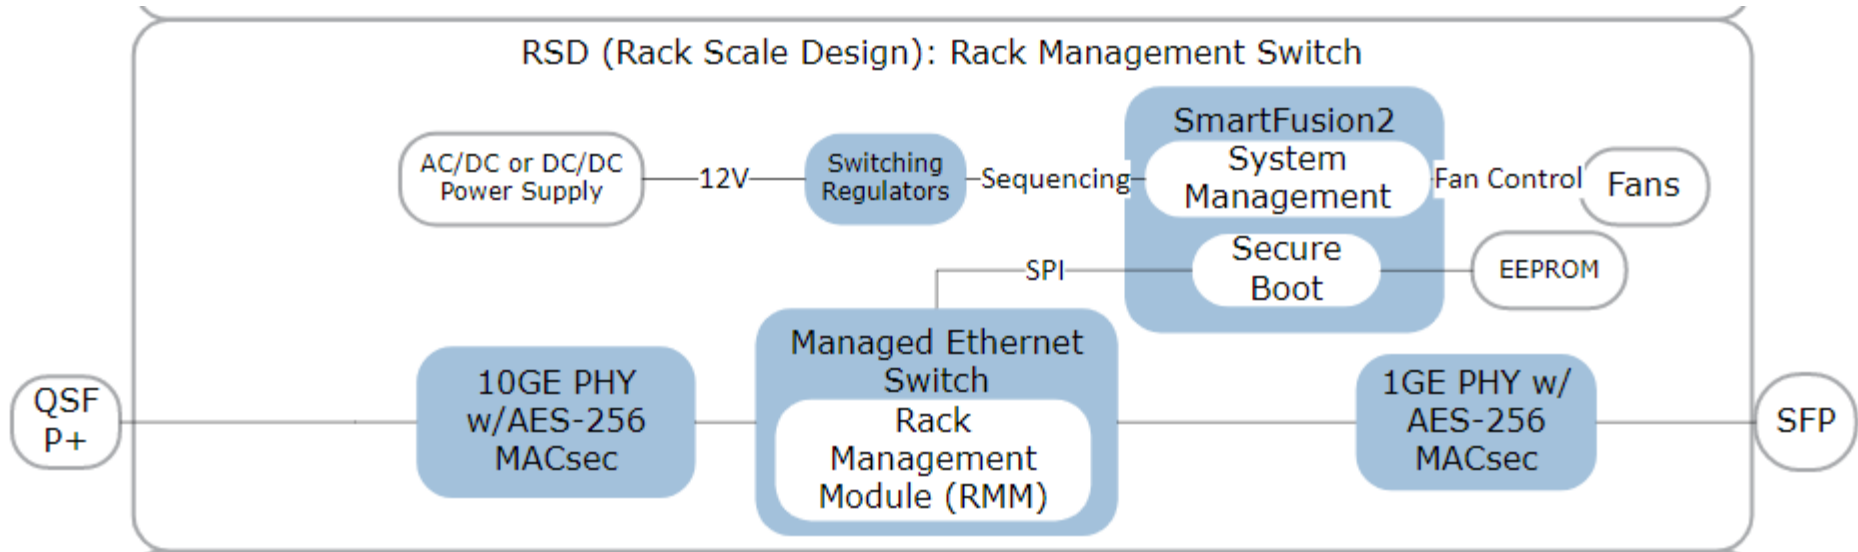 RSD (Rack Scale Design): Rack Management Switch
SmartFusion2
AC/DC or DC/DC
Power Supply
12V
Switching
Regulators
Sequencing
System
Management
Fan Control
Fans
Secure
Boot
SPI
EEPROM
Managed Ethernet
Switch
Rack
Management
Module (RMM)
QSF
P+
10GE PHY
w/AES-256
MACsec
1GE PHY w/
AES-256
MACsec
SFP